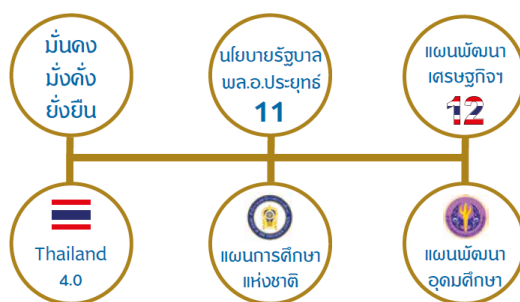 มั่นคง
มั่งคั่ง
ยั่งยืน
นโยบายรัฐบาล
พล.อ.ประยุทธ์
11
แผนพัฒนา
เศรษฐกิจฯ
12
Thailand
4.0
แผนการศึกษา
แห่งชาติ
แผนพัฒนา
อุดมศึกษา